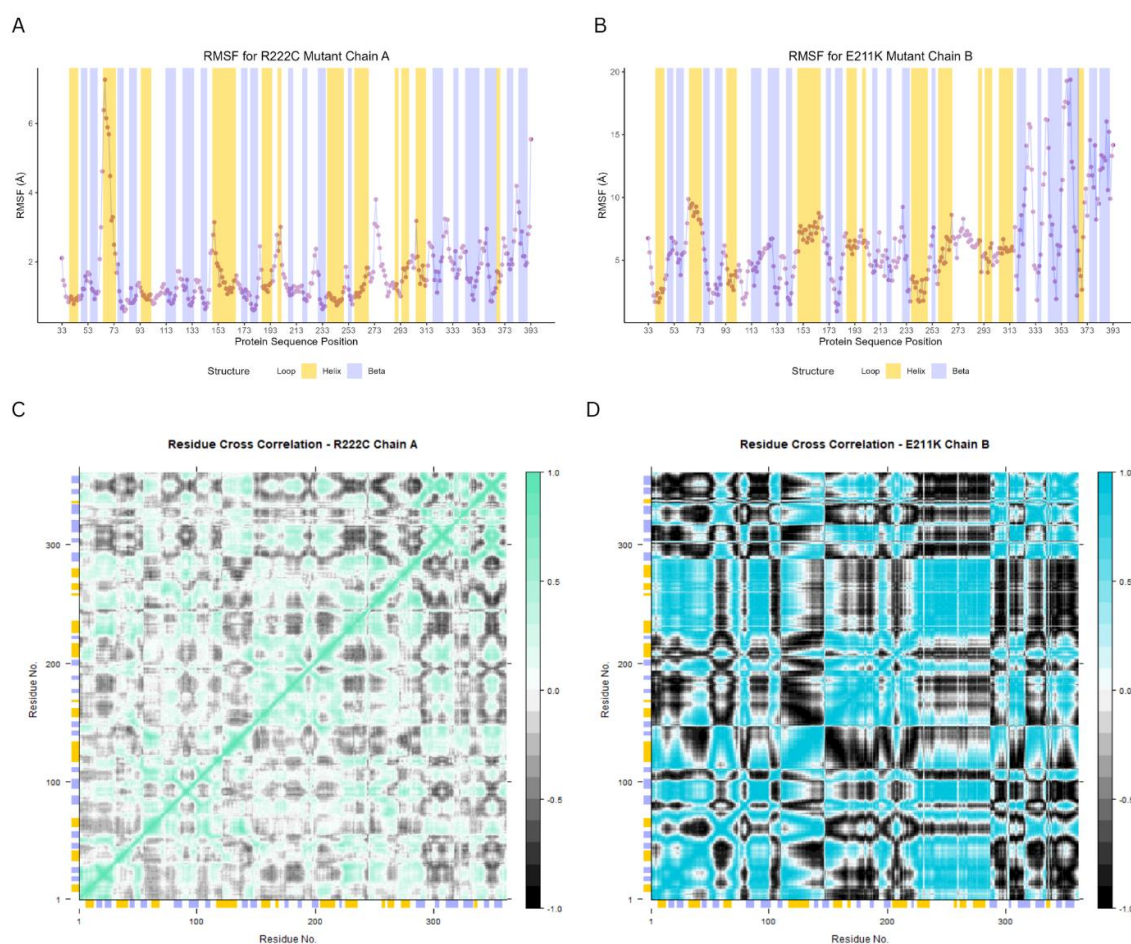 A
RMSF for R222C Mutant Chain A
RMSF (Å)
6
4
2
33 53 73 93 113 133 153 173 193 213 233 253 273 293 313 333 353 373 393
Protein Sequence Position
Structure Loop Helix Beta
B
RMSF for E211K Mutant Chain B
RMSF (Å)
20
15
10
5
33 53 73 93 113 133 153 173 193 213 233 253 273 293 313 333 353 373 393
Protein Sequence Position
Structure Loop Helix Beta
C
Residue Cross Correlation - R222C Chain A
100 200 300
Residue No.
300
200
100
1
1 100 200 300
Residue No.
1.0
0.5
0.0
-0.5
-1.0
D
Residue Cross Correlation - E211K Chain B
100 200 300
Residue No.
300
200
100
1
1 100 200 300
Residue No.
1.0
0.5
0.0
-0.5
-1.0